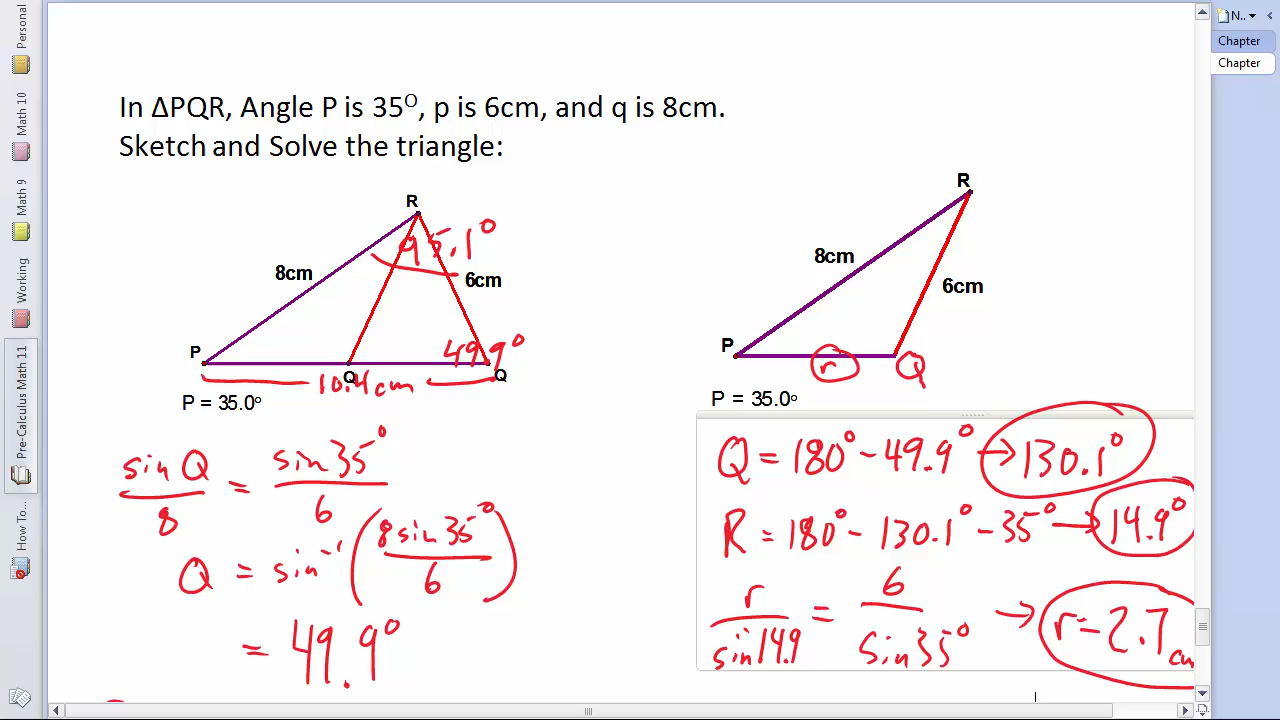 N..
Chapter
Chapter
Personal
Math 10
Math 9
Working
Pre-Calculus Math 11
How To...
In ΔPQR, Angle P is 35°, p is 6cm, and q is 8cm.
Sketch and Solve the triangle:
R
95.1°
8cm
6cm
P
49.9°
Q
Q
10.4cm
P = 35.0°
R
8cm
6cm
P
r
Q
P = 35.0°
sin Q / 8 = sin 35° / 6
Q = sin⁻¹ (8 sin 35° / 6)
= 49.9°
Q = 180° - 49.9° → 130.1°
R = 180° - 130.1° - 35° → 14.9°
r / sin 14.9 = 6 / sin 35° → r = 2.7 cm